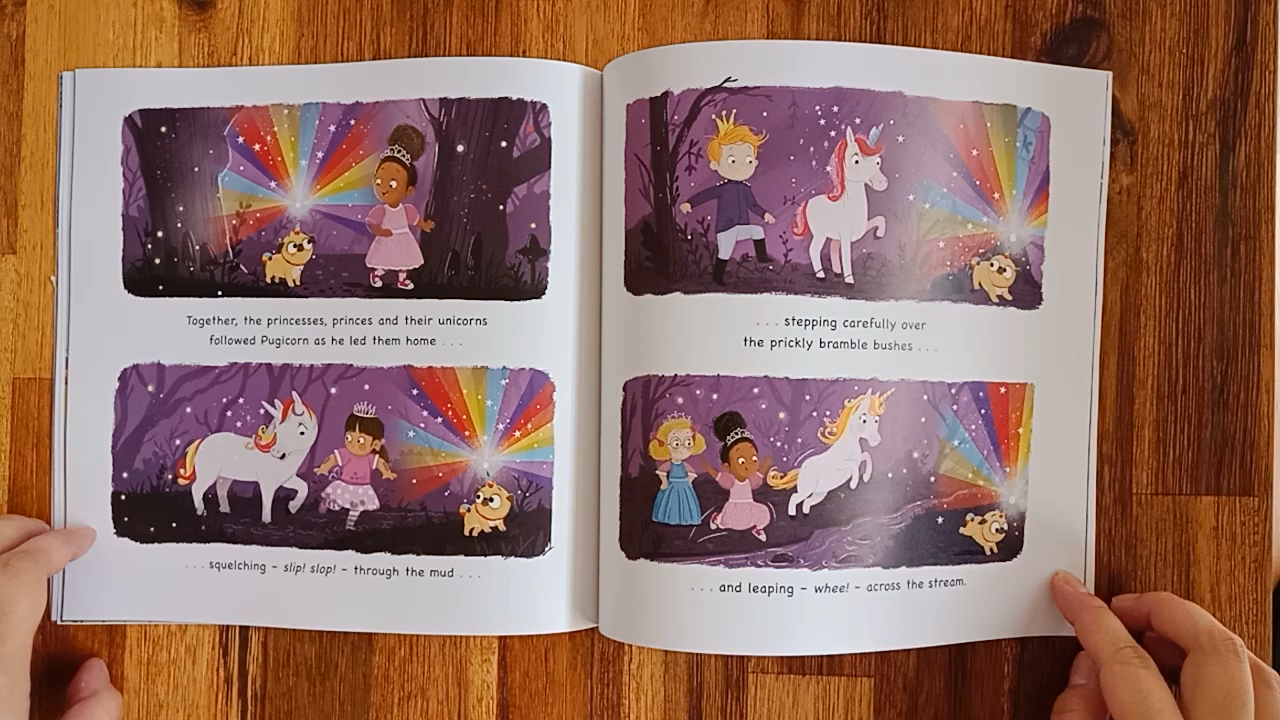 Together, the princesses, princes and their unicorns
followed Pugicorn as he led them home . . .
. . . squelching – slip! slop! – through the mud . . .
. . . stepping carefully over
the prickly bramble bushes . . .
. . . and leaping – whee! – across the stream.